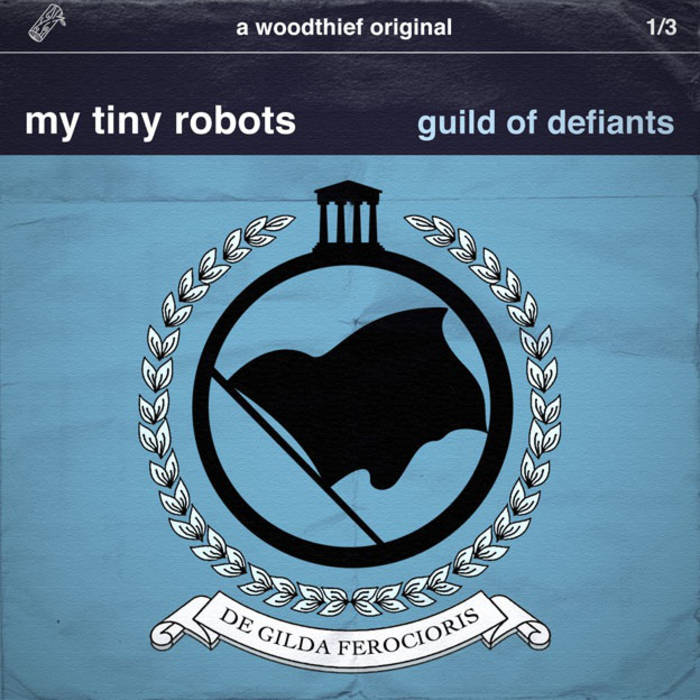 a woodthief original
1/3
my tiny robots
guild of defiants
DE GILDA FEROCIORIS